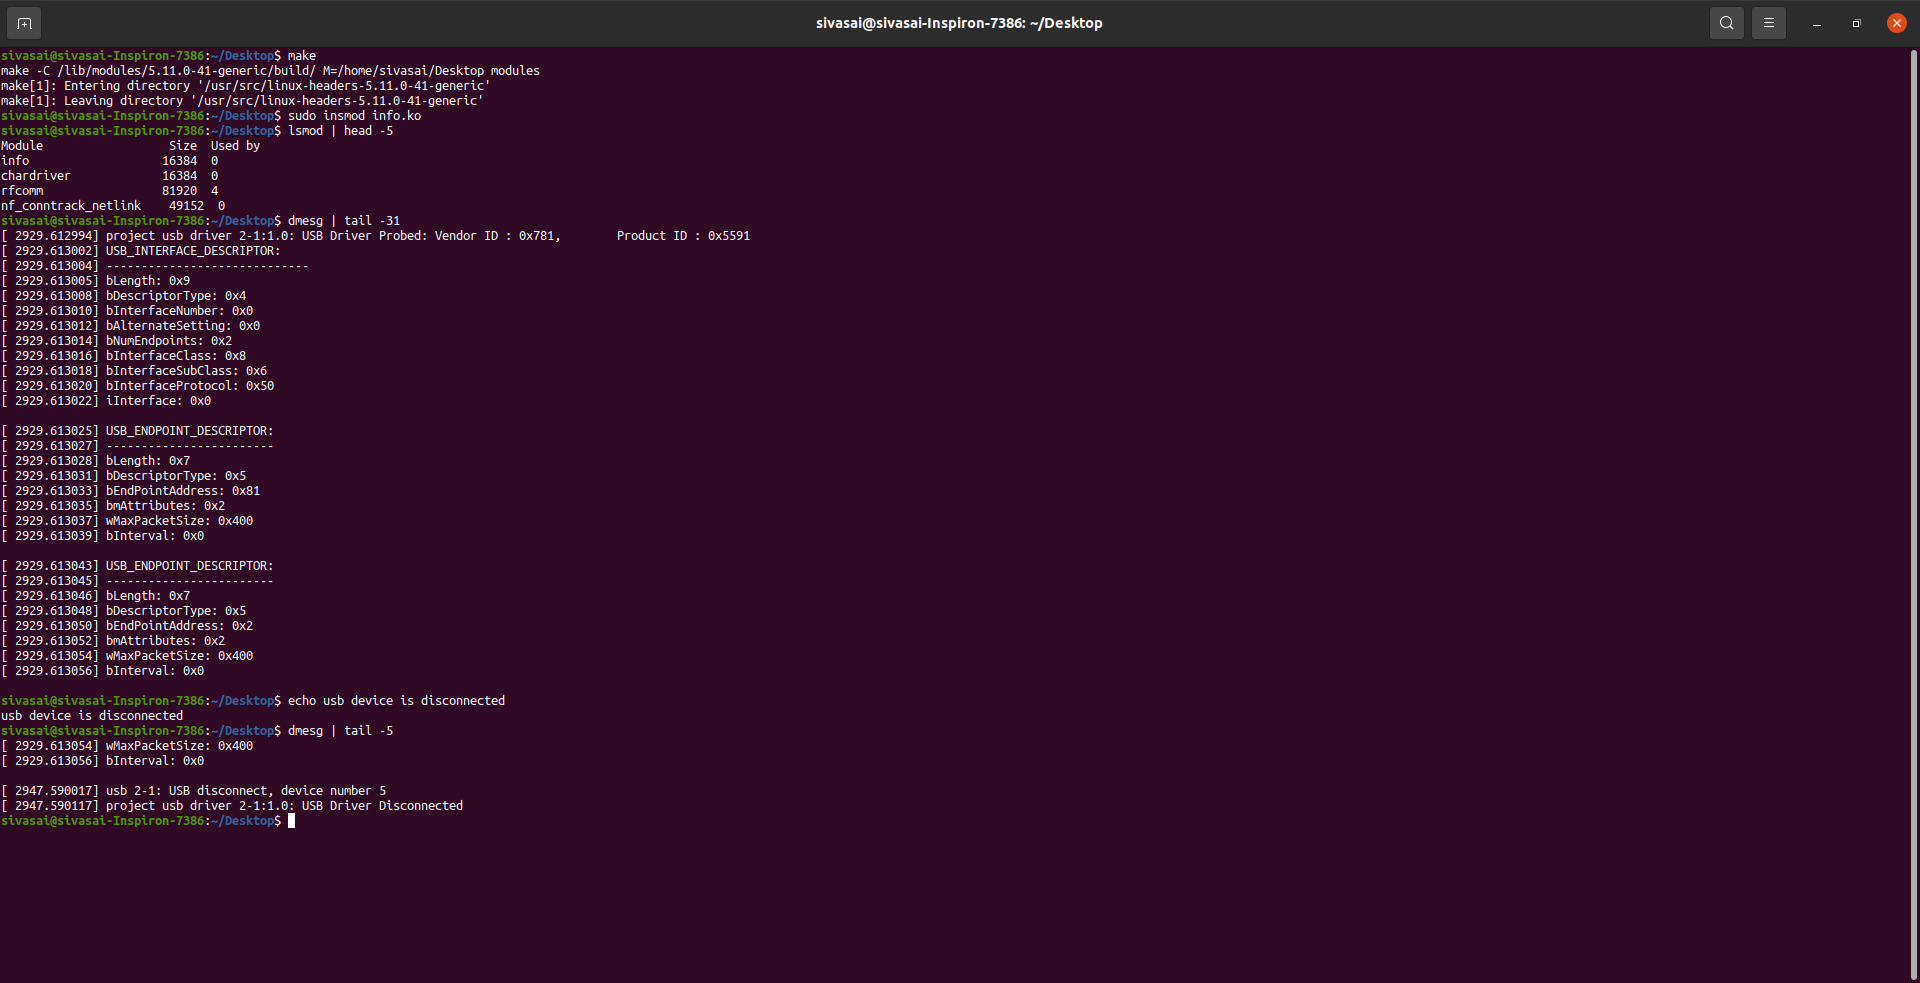 sivasai@sivasai-Inspiron-7386: ~/Desktop
sivasai@sivasai-Inspiron-7386:~/Desktop$ make
make -C /lib/modules/5.11.0-41-generic/build/ M=/home/sivasai/Desktop modules
make[1]: Entering directory '/usr/src/linux-headers-5.11.0-41-generic'
make[1]: Leaving directory '/usr/src/linux-headers-5.11.0-41-generic'
sivasai@sivasai-Inspiron-7386:~/Desktop$ sudo insmod info.ko
sivasai@sivasai-Inspiron-7386:~/Desktop$ lsmod | head -5
Module                  Size  Used by
info                   16384  0
chardriver             16384  0
rfcomm                 81920  4
nf_conntrack_netlink    49152  0
sivasai@sivasai-Inspiron-7386:~/Desktop$ dmesg | tail -31
[ 2929.612994] project usb driver 2-1:1.0: USB Driver Probed: Vendor ID : 0x781,        Product ID : 0x5591
[ 2929.613002] USB_INTERFACE_DESCRIPTOR:
[ 2929.613004] -----------------------------
[ 2929.613005] bLength: 0x9
[ 2929.613008] bDescriptorType: 0x4
[ 2929.613010] bInterfaceNumber: 0x0
[ 2929.613012] bAlternateSetting: 0x0
[ 2929.613014] bNumEndpoints: 0x2
[ 2929.613016] bInterfaceClass: 0x8
[ 2929.613018] bInterfaceSubClass: 0x6
[ 2929.613020] bInterfaceProtocol: 0x50
[ 2929.613022] iInterface: 0x0
[ 2929.613025] USB_ENDPOINT_DESCRIPTOR:
[ 2929.613027] ------------------------
[ 2929.613028] bLength: 0x7
[ 2929.613031] bDescriptorType: 0x5
[ 2929.613033] bEndPointAddress: 0x81
[ 2929.613035] bmAttributes: 0x2
[ 2929.613037] wMaxPacketSize: 0x400
[ 2929.613039] bInterval: 0x0
[ 2929.613043] USB_ENDPOINT_DESCRIPTOR:
[ 2929.613045] ------------------------
[ 2929.613046] bLength: 0x7
[ 2929.613048] bDescriptorType: 0x5
[ 2929.613050] bEndPointAddress: 0x2
[ 2929.613052] bmAttributes: 0x2
[ 2929.613054] wMaxPacketSize: 0x400
[ 2929.613056] bInterval: 0x0
sivasai@sivasai-Inspiron-7386:~/Desktop$ echo usb device is disconnected
usb device is disconnected
sivasai@sivasai-Inspiron-7386:~/Desktop$ dmesg | tail -5
[ 2929.613054] wMaxPacketSize: 0x400
[ 2929.613056] bInterval: 0x0
[ 2947.590017] usb 2-1: USB disconnect, device number 5
[ 2947.590117] project usb driver 2-1:1.0: USB Driver Disconnected
sivasai@sivasai-Inspiron-7386:~/Desktop$